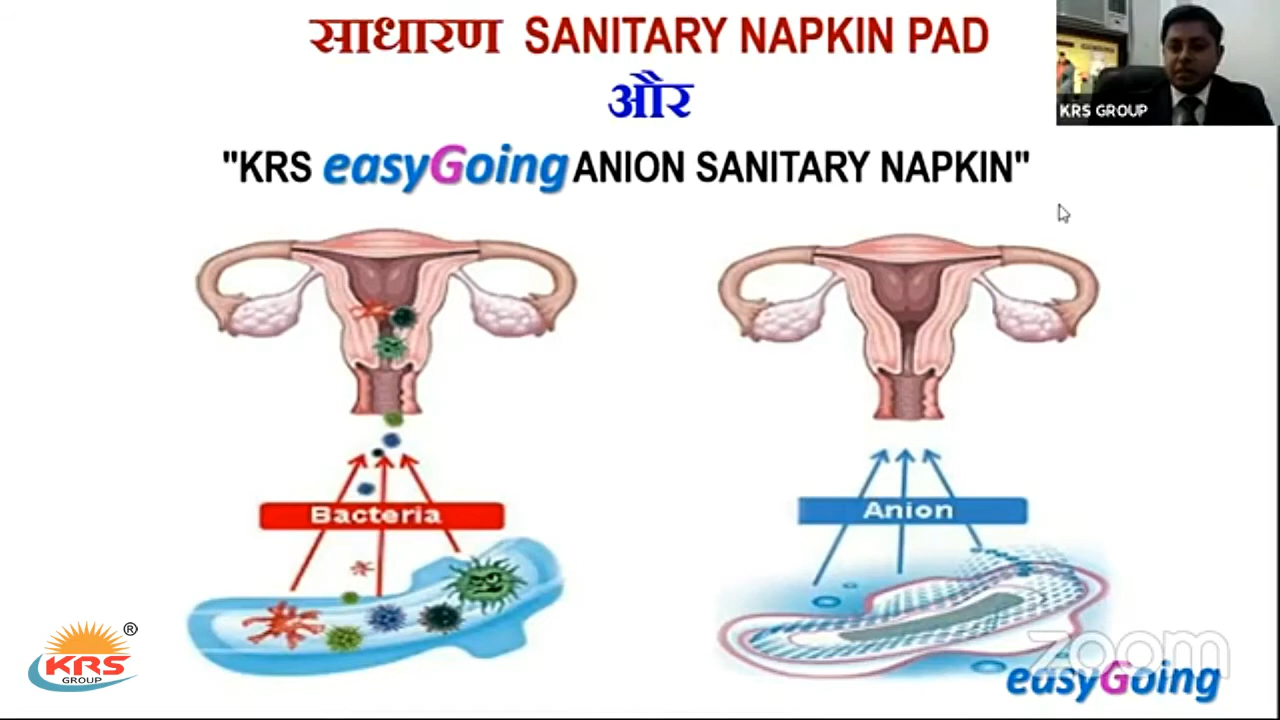 साधारण SANITARY NAPKIN PAD
और
"KRS easyGoing ANION SANITARY NAPKIN"
KRS GROUP
Bacteria
Anion
KRS
GROUP
®
zoom
easyGoing